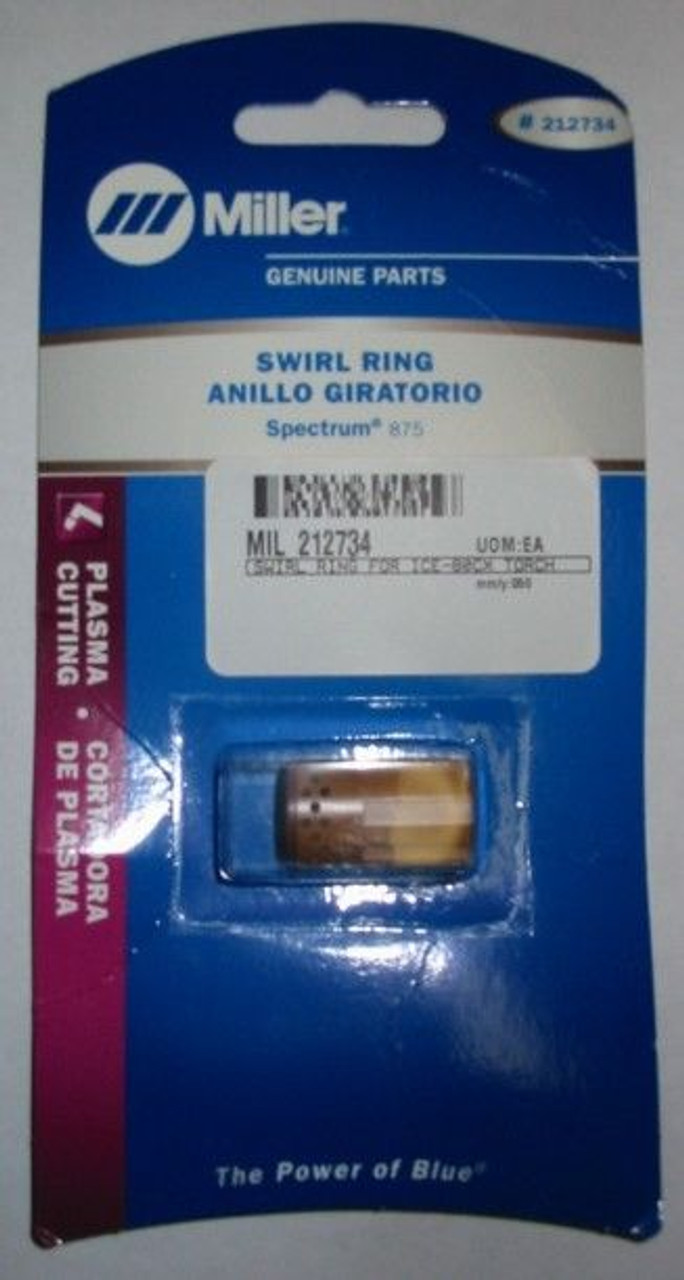 # 212734
Miller
GENUINE PARTS
SWIRL RING
ANILLO GIRATORIO
Spectrum® 875
MIL 212734
UOM:EA
SWIRL RING FOR ICE-80CX TORCH
mm/y:
PLASMA • CORTADORA
CUTTING DE PLASMA
The Power of Blue®